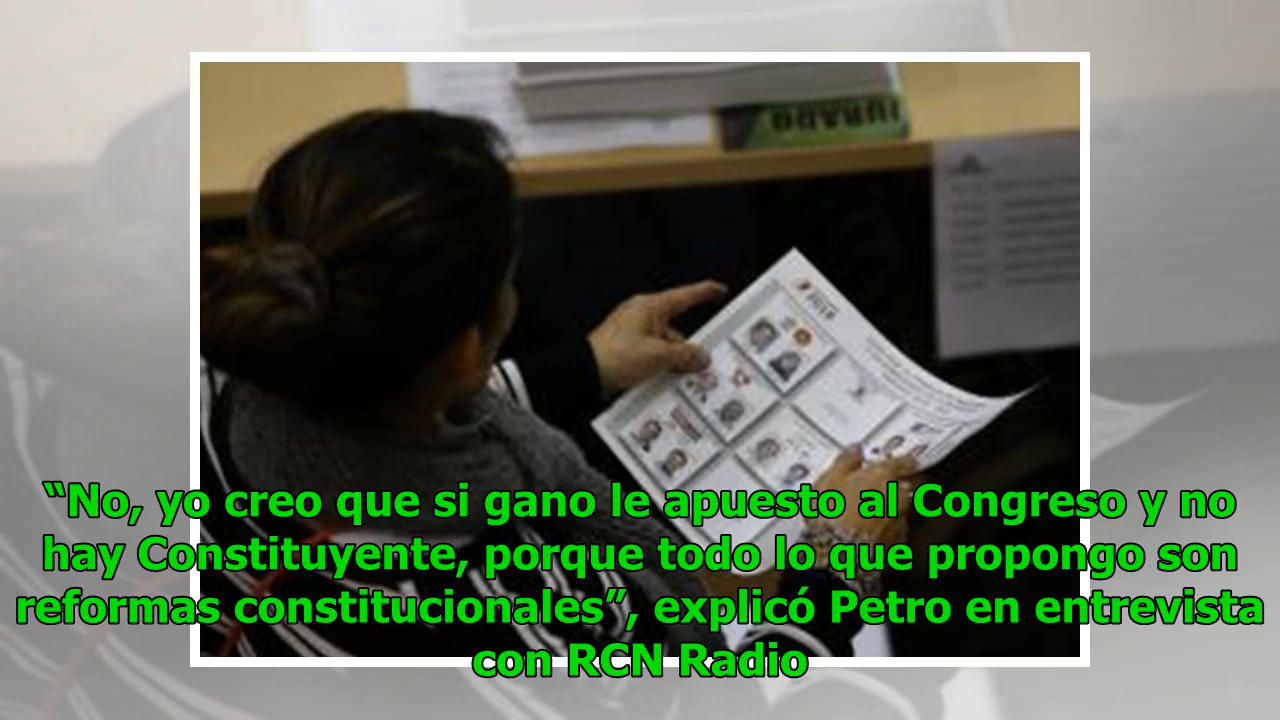 JURADO
“No, yo creo que si gano le apuesto al Congreso y no
hay Constituyente, porque todo lo que propongo son
reformas constitucionales”, explicó Petro en entrevista
con RCN Radio